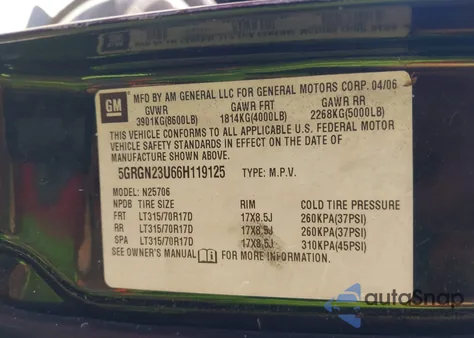 GM
MFD BY AM GENERAL LLC FOR GENERAL MOTORS CORP. 04/06
GVWR GAWR FRT GAWR RR
3901KG(8600LB) 1814KG(4000LB) 2268KG(5000LB)
THIS VEHICLE CONFORMS TO ALL APPLICABLE U.S. FEDERAL MOTOR
VEHICLE SAFETY STANDARDS IN EFFECT ON THE DATE OF
MANUFACTURE SHOWN ABOVE.
5GRGN23U66H119125 TYPE: M.P.V.
MODEL: N25706
NPDB TIRE SIZE RIM COLD TIRE PRESSURE
FRT LT315/70R17D 17X8.5J 260KPA(37PSI)
RR LT315/70R17D 17X8.5J 260KPA(37PSI)
SPA LT315/70R17D 17X8.5J 310KPA(45PSI)
SEE OWNER'S MANUAL FOR MORE INFORMATION
autoSnap